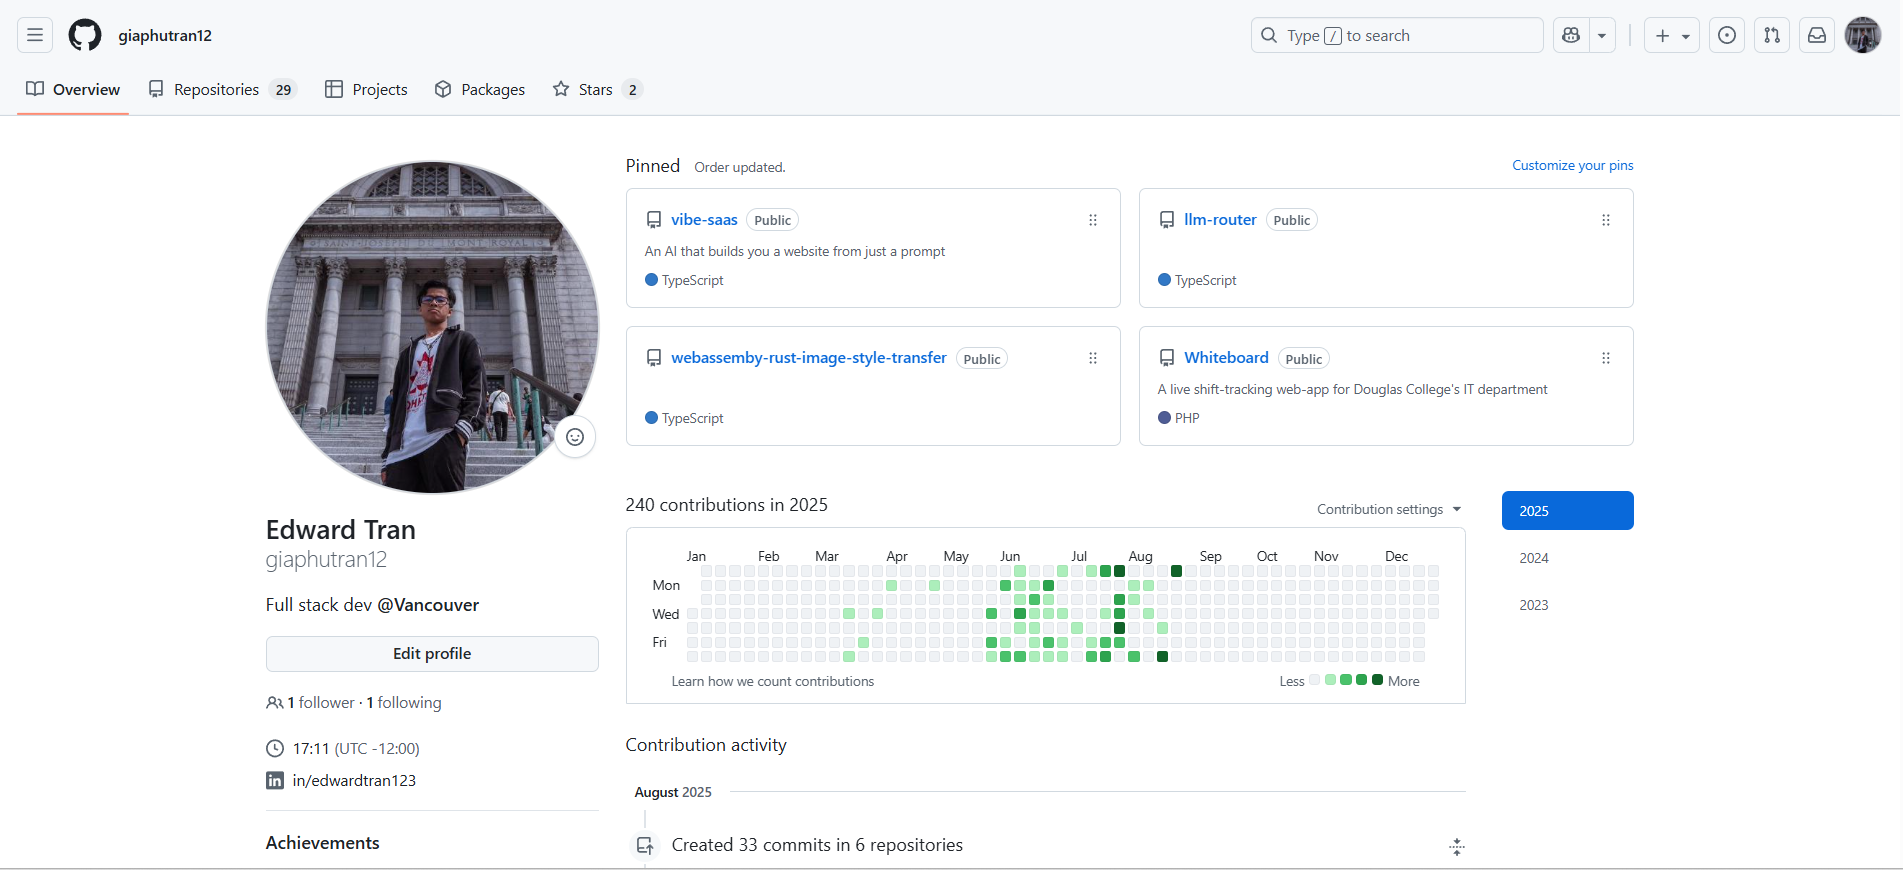 giaphutran12
Type / to search
Overview
Repositories 29
Projects
Packages
Stars 2
SAINT-JOSEPH DU MONT ROYAL
Edward Tran
giaphutran12
Full stack dev @Vancouver
Edit profile
1 follower · 1 following
17:11 (UTC -12:00)
in/edwardtran123
Achievements
Pinned Order updated.
Customize your pins
vibe-saas Public
An AI that builds you a website from just a prompt
TypeScript
llm-router Public
TypeScript
webassemby-rust-image-style-transfer Public
TypeScript
Whiteboard Public
A live shift-tracking web-app for Douglas College's IT department
PHP
240 contributions in 2025
Contribution settings
2025
2024
2023
Jan Feb Mar Apr May Jun Jul Aug Sep Oct Nov Dec
Mon
Wed
Fri
Learn how we count contributions
Less More
Contribution activity
August 2025
Created 33 commits in 6 repositories